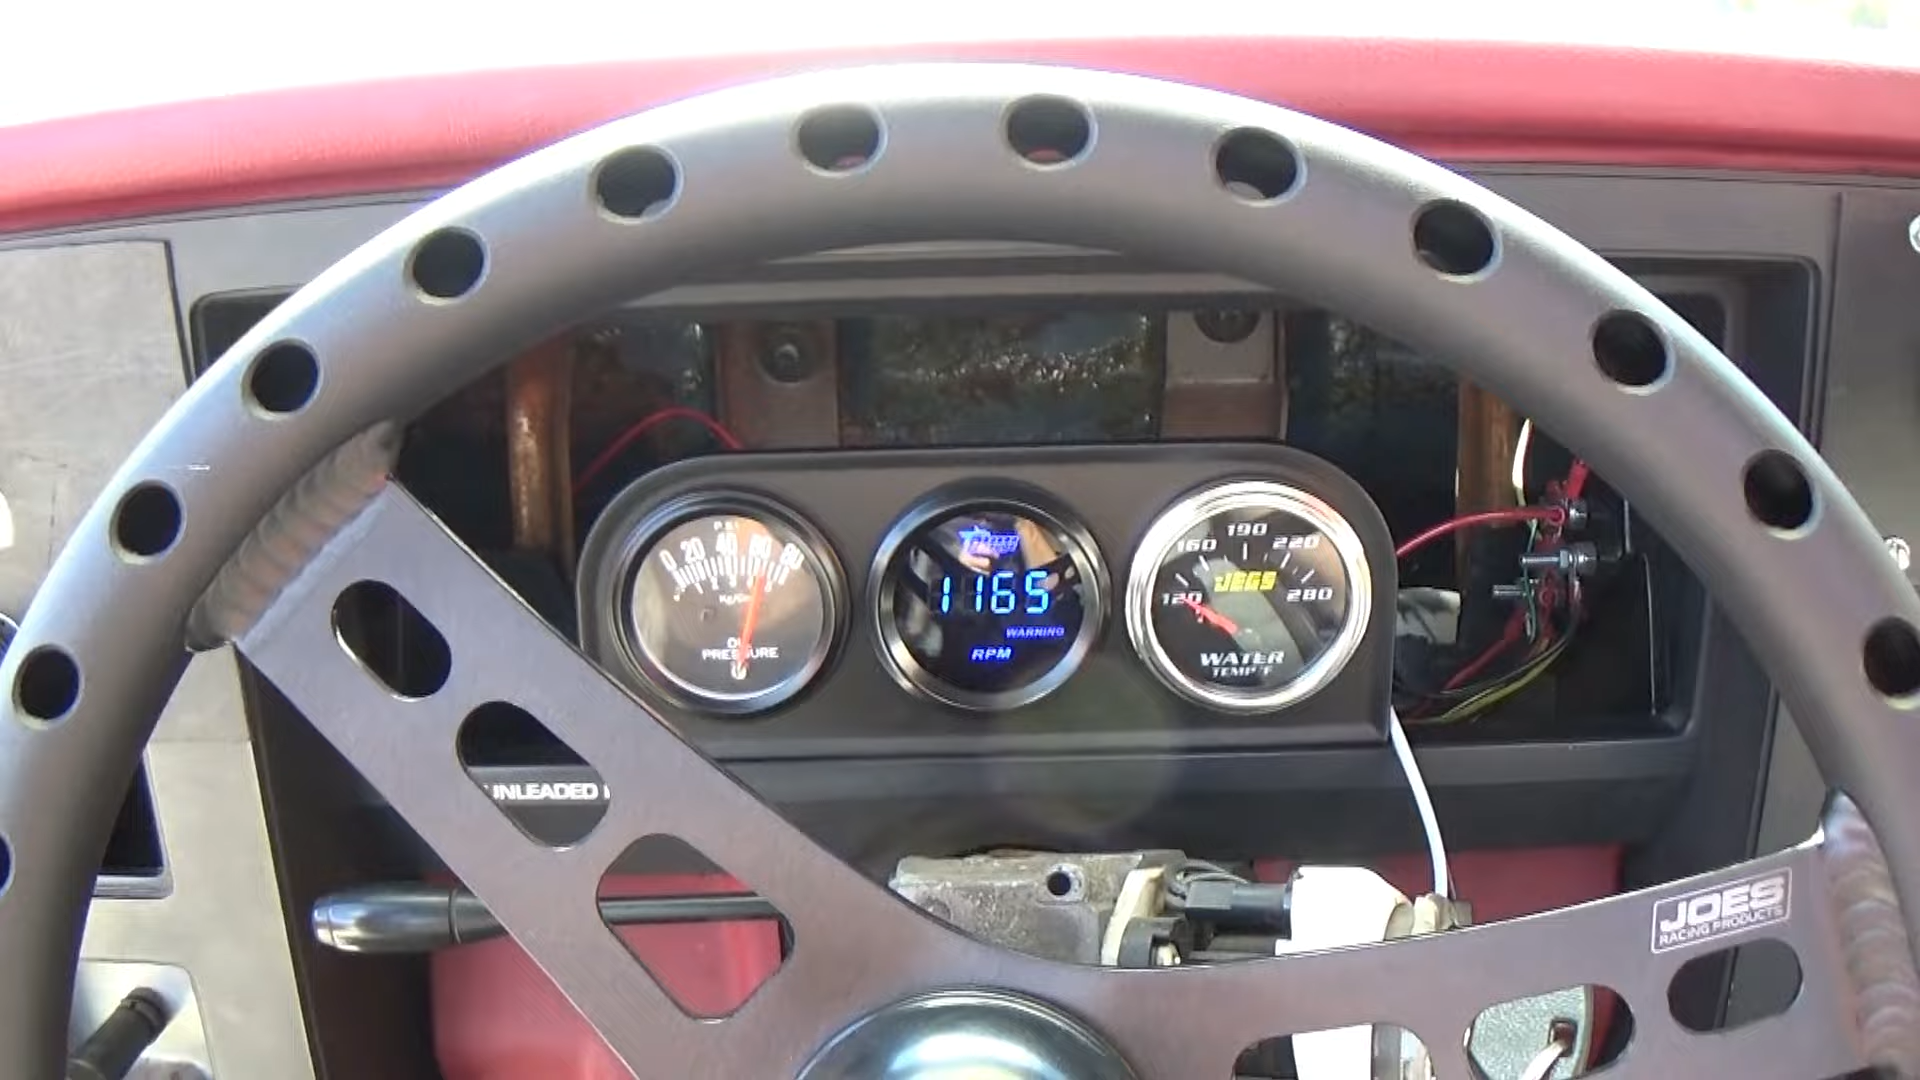 PSI
0 20 40 60 80
OIL
PRESSURE
1165
WARNING
RPM
120 160 190 220 280
JEGS
WATER
TEMP °F
UNLEADED
JOES
RACING PRODUCTS